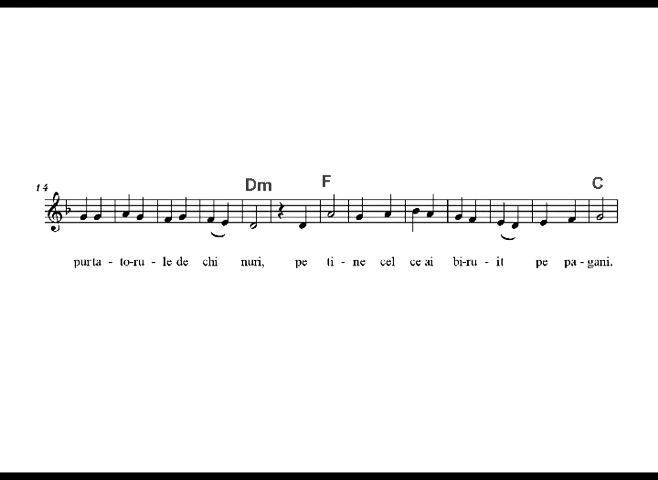 14
Dm F C
purta - to-ru - le de chi nuri, pe ti - ne cel ce ai bi-ru - it pe pa - gani.